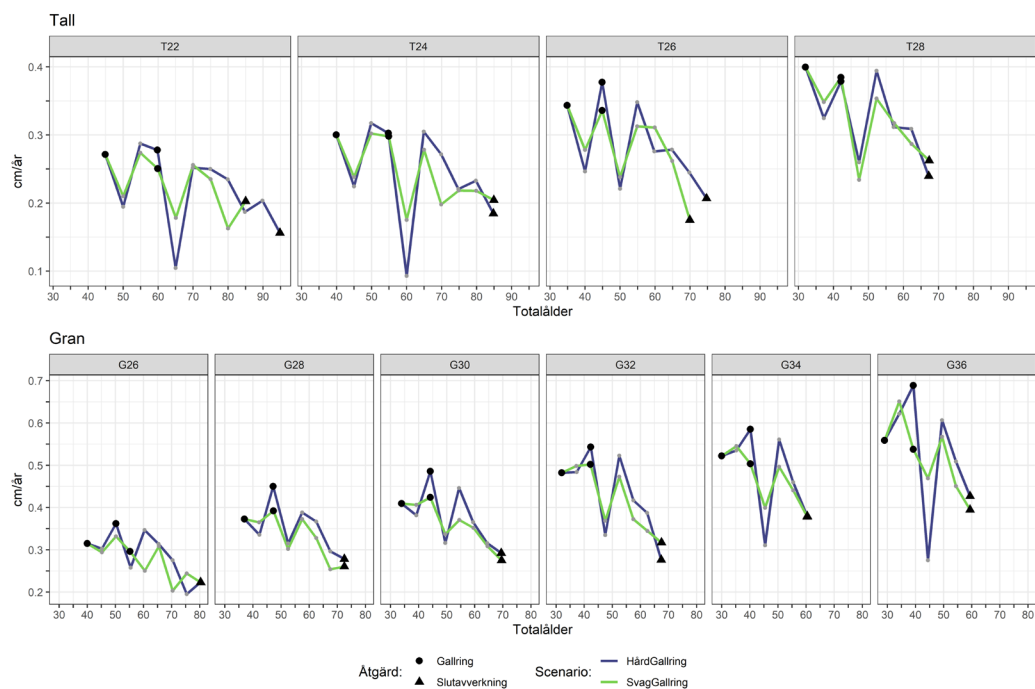 Tall
T22 T24 T26 T28
0.4
0.3
0.2
0.1
cm/år
30 40 50 60 70 80 90 30 40 50 60 70 80 90 30 40 50 60 70 80 90 30 40 50 60 70 80 90
Totalålder
Gran
G26 G28 G30 G32 G34 G36
0.7
0.6
0.5
0.4
0.3
0.2
cm/år
30 40 50 60 70 80 30 40 50 60 70 80 30 40 50 60 70 80 30 40 50 60 70 80 30 40 50 60 70 80 30 40 50 60 70 80
Totalålder
Åtgärd: Gallring Scenario: HårdGallring
Slutavverkning SvagGallring